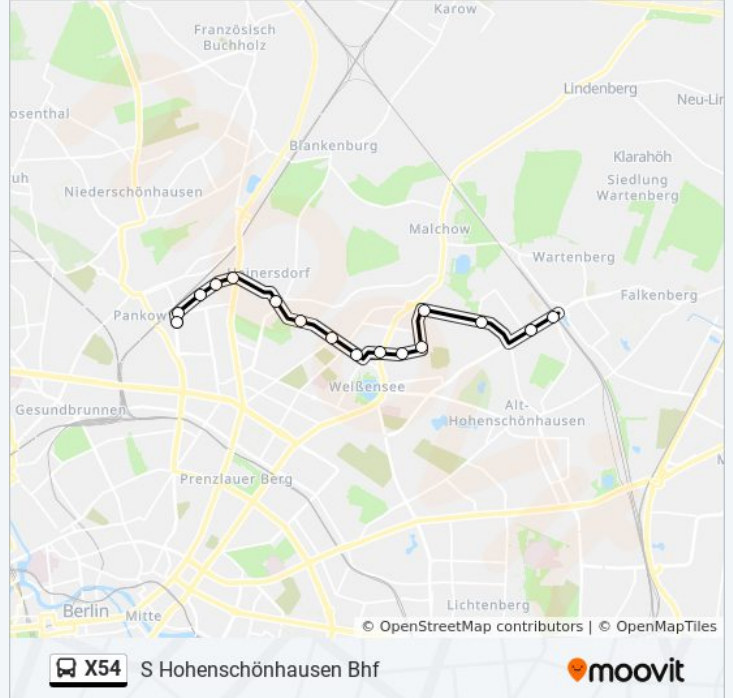 Karow
Französisch
Buchholz
Lindenberg
Neu-Lin
osenthal
Blankenburg
Klarahöh
Siedlung
Wartenberg
uh
Niederschönhausen
Malchow
Wartenberg
Heinersdorf
Falkenberg
Pankow
Weißensee
Gesundbrunnen
Alt-
Hohenschönhausen
M
Prenzlauer Berg
Lichtenberg
Berlin
Mitte
© OpenStreetMap contributors | © OpenMapTiles
X54 S Hohenschönhausen Bhf
moovit